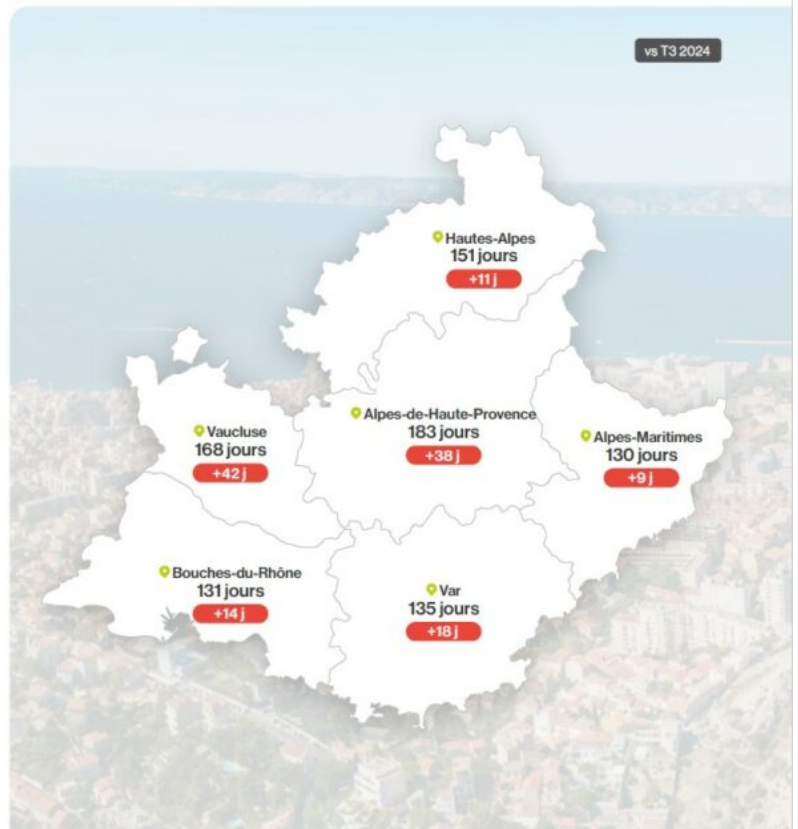 vs T3 2024
Hautes-Alpes
151 jours
+11 j
Alpes-de-Haute-Provence
183 jours
+38 j
Vaucluse
168 jours
+42 j
Alpes-Maritimes
130 jours
+9 j
Bouches-du-Rhône
131 jours
+14 j
Var
135 jours
+18 j